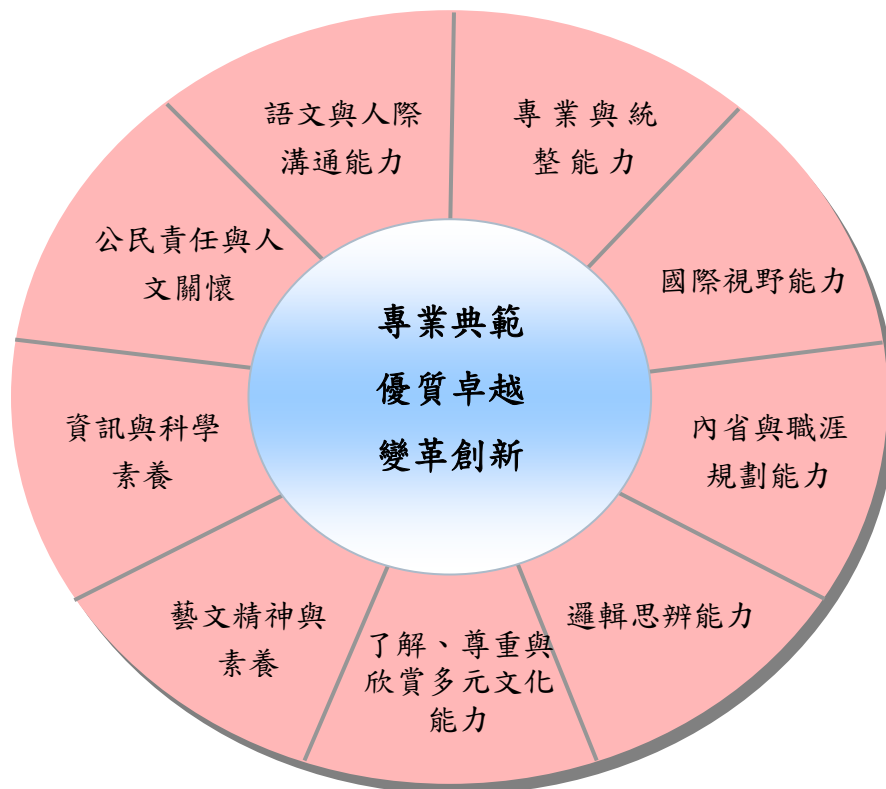 語文與人際
溝通能力
專業與統
整能力
公民責任與人
文關懷
國際視野能力
專業典範
優質卓越
變革創新
資訊與科學
素養
內省與職涯
規劃能力
藝文精神與
素養
了解、尊重與
欣賞多元文化
能力
邏輯思辨能力